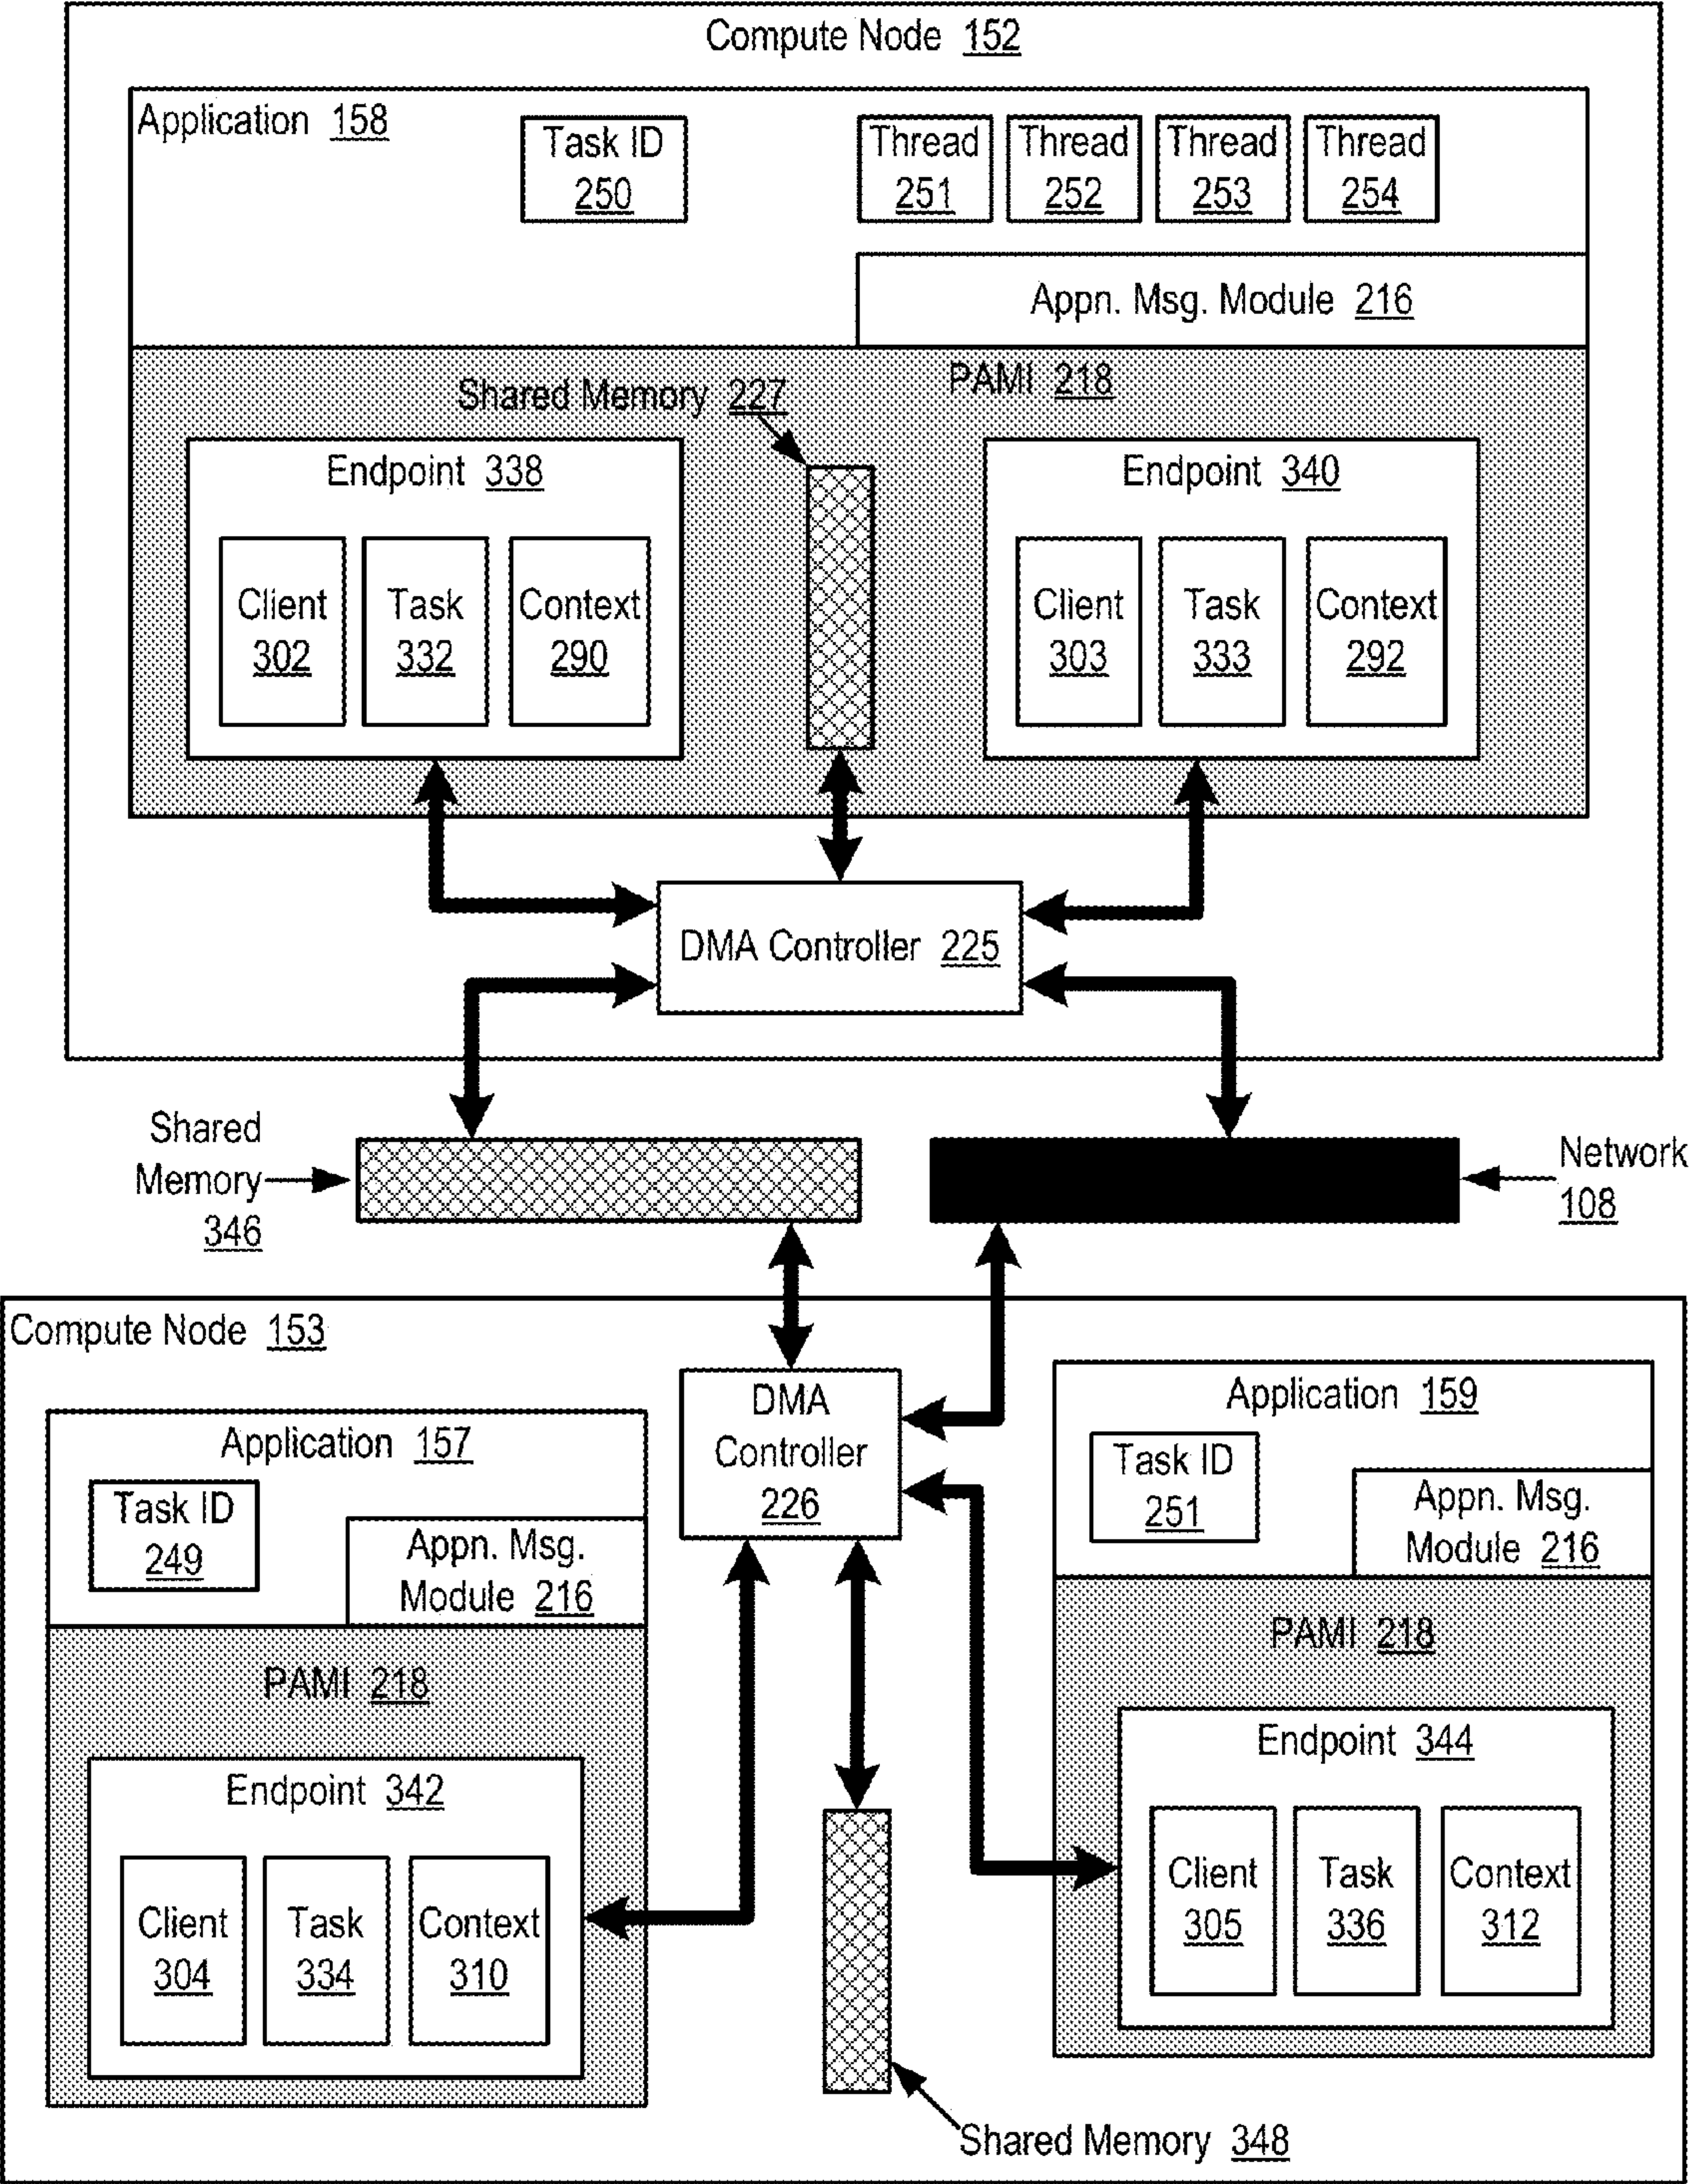 Compute Node 152
Application 158
Task ID
250
Thread
251
Thread
252
Thread
253
Thread
254
Appn. Msg. Module 216
PAMI 218
Shared Memory 227
Endpoint 338
Client
302
Task
332
Context
290
Endpoint 340
Client
303
Task
333
Context
292
DMA Controller 225
Shared
Memory
346
Network
108
Compute Node 153
DMA
Controller
226
Application 157
Task ID
249
Appn. Msg.
Module 216
PAMI 218
Endpoint 342
Client
304
Task
334
Context
310
Application 159
Task ID
251
Appn. Msg.
Module 216
PAMI 218
Endpoint 344
Client
305
Task
336
Context
312
Shared Memory 348